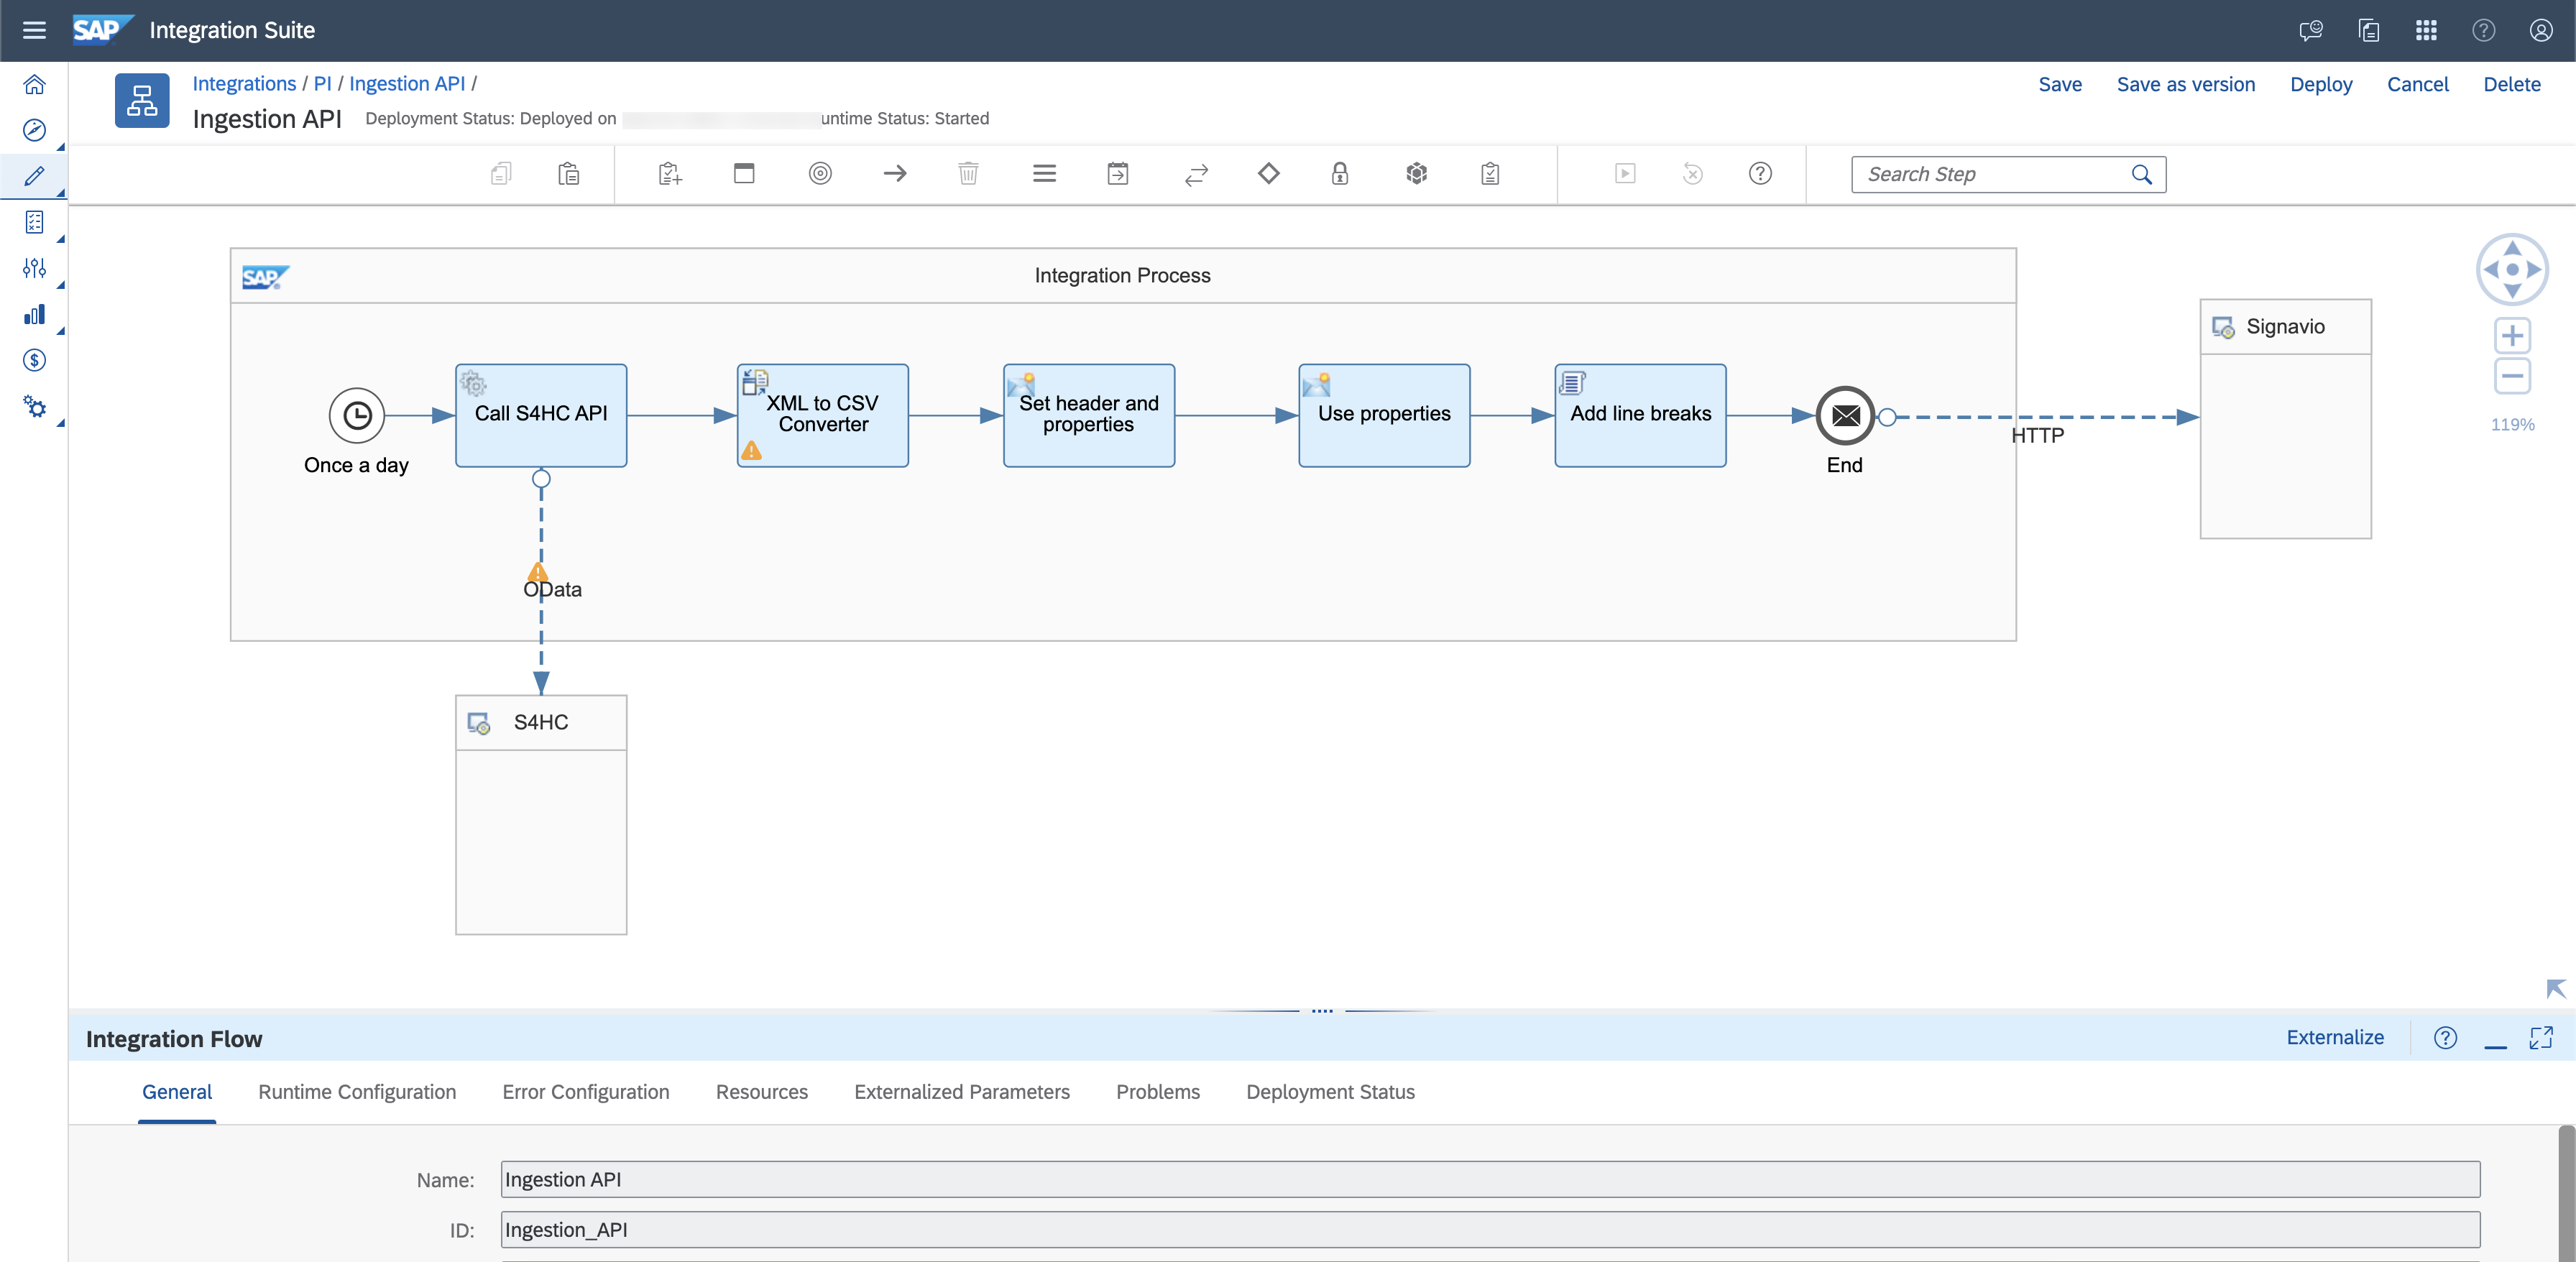 SAP Integration Suite
Integrations / PI / Ingestion API /
Save Save as version Deploy Cancel Delete
Ingestion API Deployment Status: Deployed on untime Status: Started
Search Step
SAP Integration Process
Signavio
119%
Call S4HC API
XML to CSV
Converter
Set header and
properties
Use properties
Add line breaks
HTTP
Once a day
End
OData
S4HC
Integration Flow Externalize
General Runtime Configuration Error Configuration Resources Externalized Parameters Problems Deployment Status
Name: Ingestion API
ID: Ingestion_API